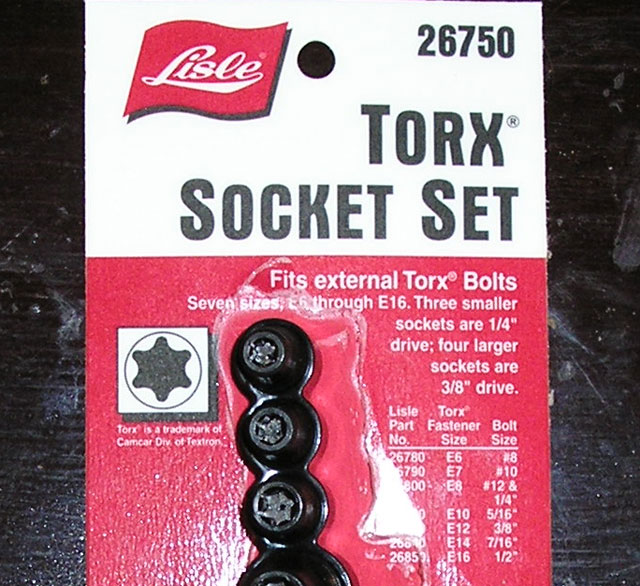 Lisle®
26750
TORX®
SOCKET SET
Fits external Torx® Bolts
Seven sizes, E6 through E16. Three smaller
sockets are 1/4"
drive; four larger
sockets are
3/8" drive.
Torx® is a trademark of
Camcar Div. of Textron.
Lisle Torx®
Part Fastener Bolt
No. Size Size
26780 E6 #8
26790 E7 #10
E8 #12 &
1/4"
E10 5/16"
E12 3/8"
E14 7/16"
E16 1/2"